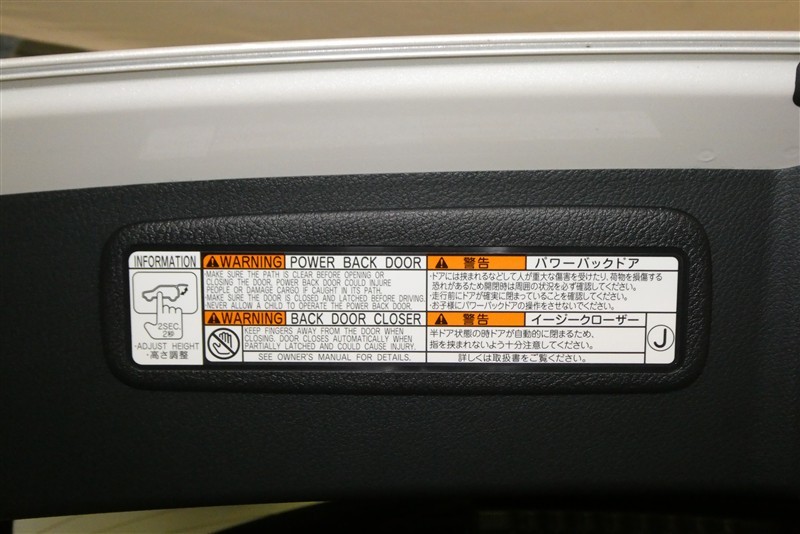 INFORMATION
2SEC.
2秒
·ADJUST HEIGHT
·高さ調整
WARNING POWER BACK DOOR
·MAKE SURE THE PATH IS CLEAR BEFORE OPENING OR
CLOSING THE DOOR. POWER BACK DOOR COULD INJURE
PEOPLE OR DAMAGE CARGO IF CAUGHT IN ITS PATH.
·MAKE SURE THE DOOR IS CLOSED AND LATCHED BEFORE DRIVING.
·NEVER ALLOW A CHILD TO OPERATE THE POWER BACK DOOR.
WARNING BACK DOOR CLOSER
KEEP FINGERS AWAY FROM THE DOOR WHEN
CLOSING. DOOR CLOSES AUTOMATICALLY WHEN
PARTIALLY LATCHED AND COULD CAUSE INJURY.
SEE OWNER'S MANUAL FOR DETAILS.
警告 パワーバックドア
·ドアには挟まれるなどして人が重大な傷害を受けたり、荷物を損傷する
恐れがあるため開閉時は周囲の状況を必ず確認してください。
·走行前にドアが確実に閉まっていることを確認してください。
·お子様にパワーバックドアの操作をさせないでください。
警告 イージークローザー
半ドア状態の時ドアが自動的に閉まるため、
指を挟まれないよう十分注意してください。
詳しくは取扱書をご覧ください。
J